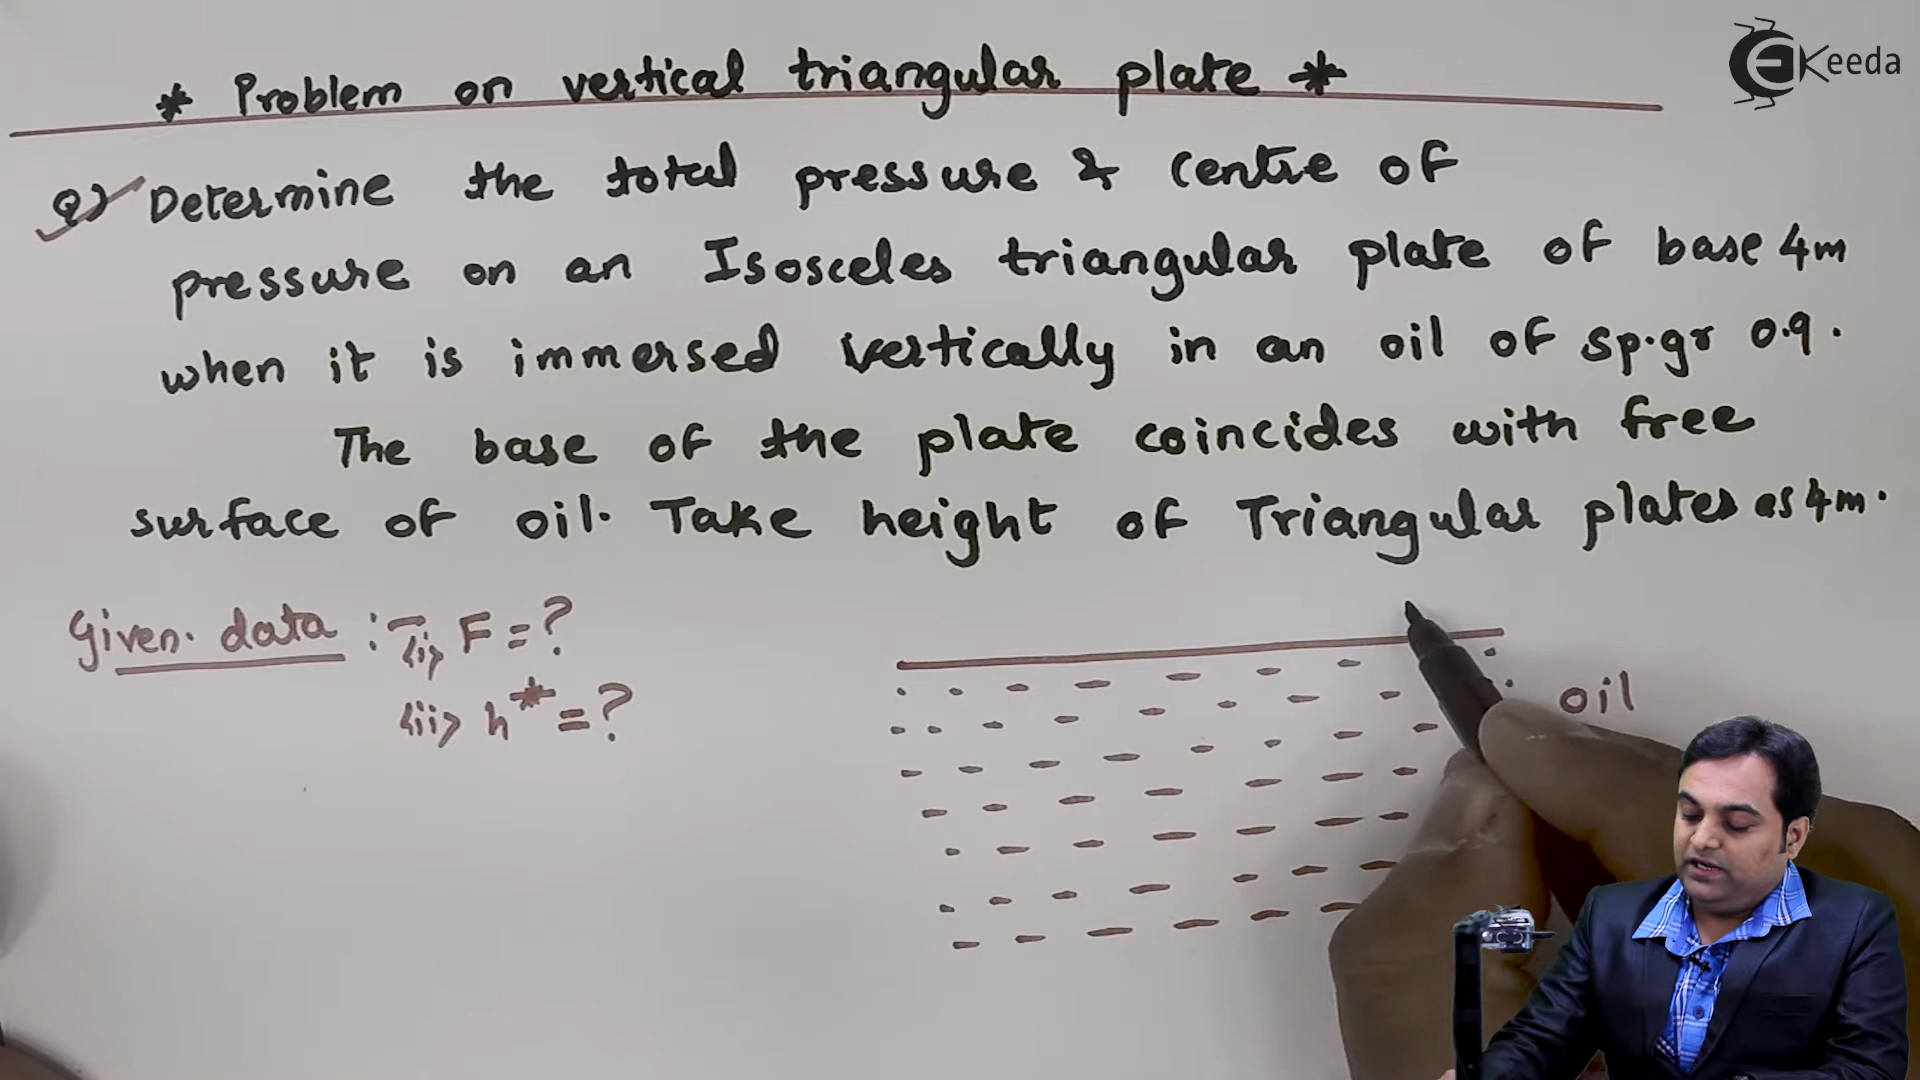 * Problem on vertical triangular plate *
EKeeda
Q) Determine the total pressure & centre of
pressure on an Isosceles triangular plate of base 4m
when it is immersed vertically in an oil of sp.gr 0.9.
The base of the plate coincides with free
surface of oil. Take height of Triangular plates as 4m.
Given. data :- <i> F = ?
<ii> h* = ?
oil